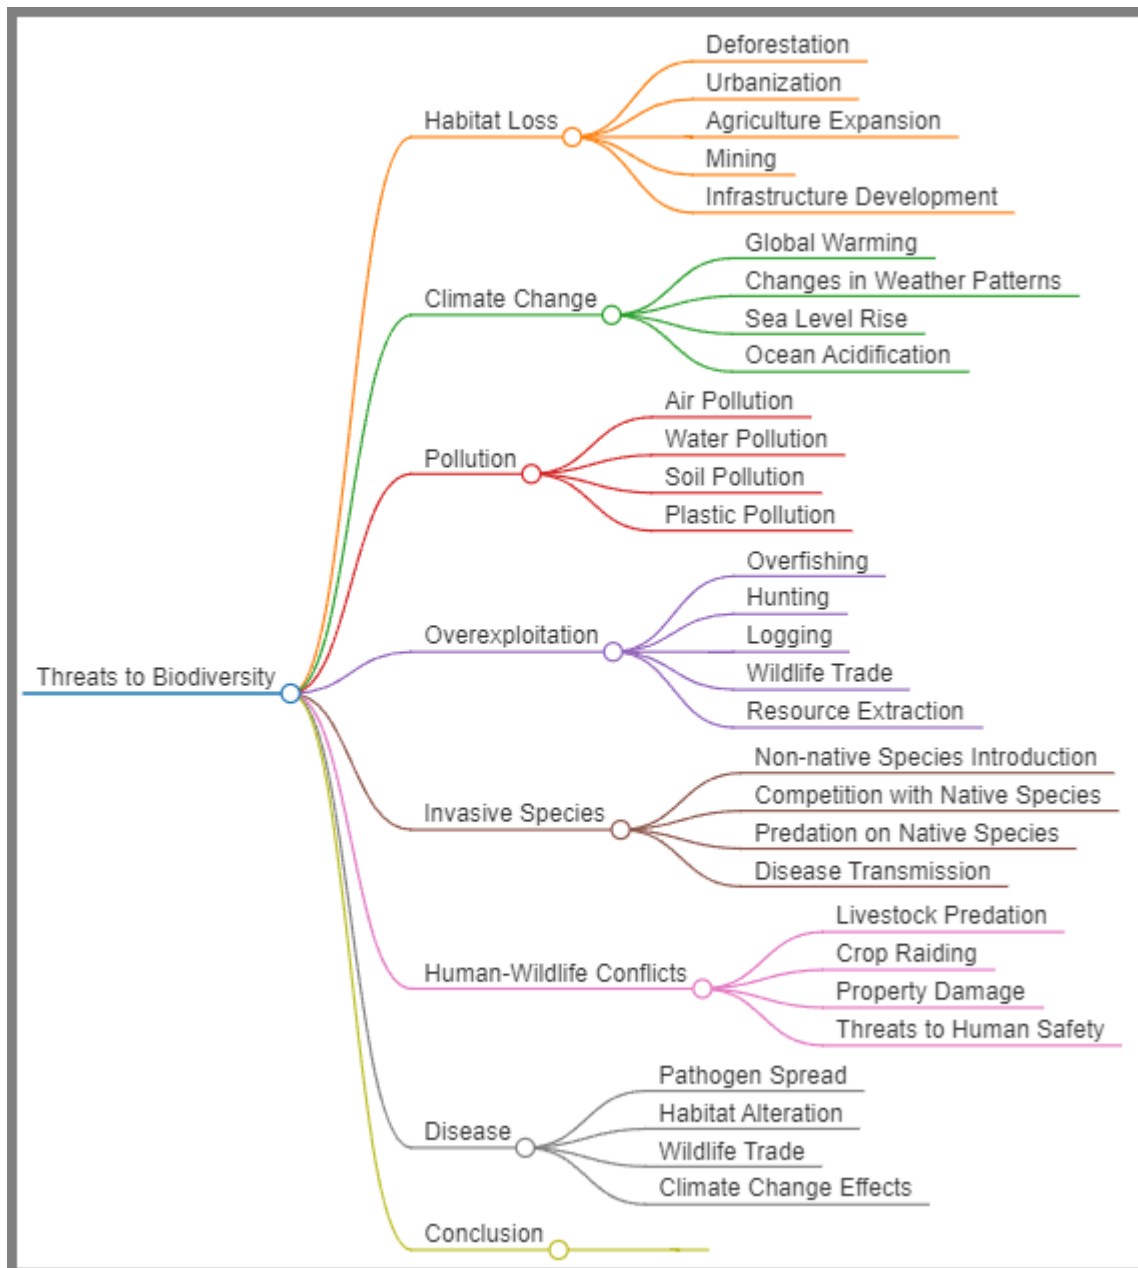 Threats to Biodiversity
Habitat Loss
Deforestation
Urbanization
Agriculture Expansion
Mining
Infrastructure Development
Climate Change
Global Warming
Changes in Weather Patterns
Sea Level Rise
Ocean Acidification
Pollution
Air Pollution
Water Pollution
Soil Pollution
Plastic Pollution
Overexploitation
Overfishing
Hunting
Logging
Wildlife Trade
Resource Extraction
Invasive Species
Non-native Species Introduction
Competition with Native Species
Predation on Native Species
Disease Transmission
Human-Wildlife Conflicts
Livestock Predation
Crop Raiding
Property Damage
Threats to Human Safety
Disease
Pathogen Spread
Habitat Alteration
Wildlife Trade
Climate Change Effects
Conclusion